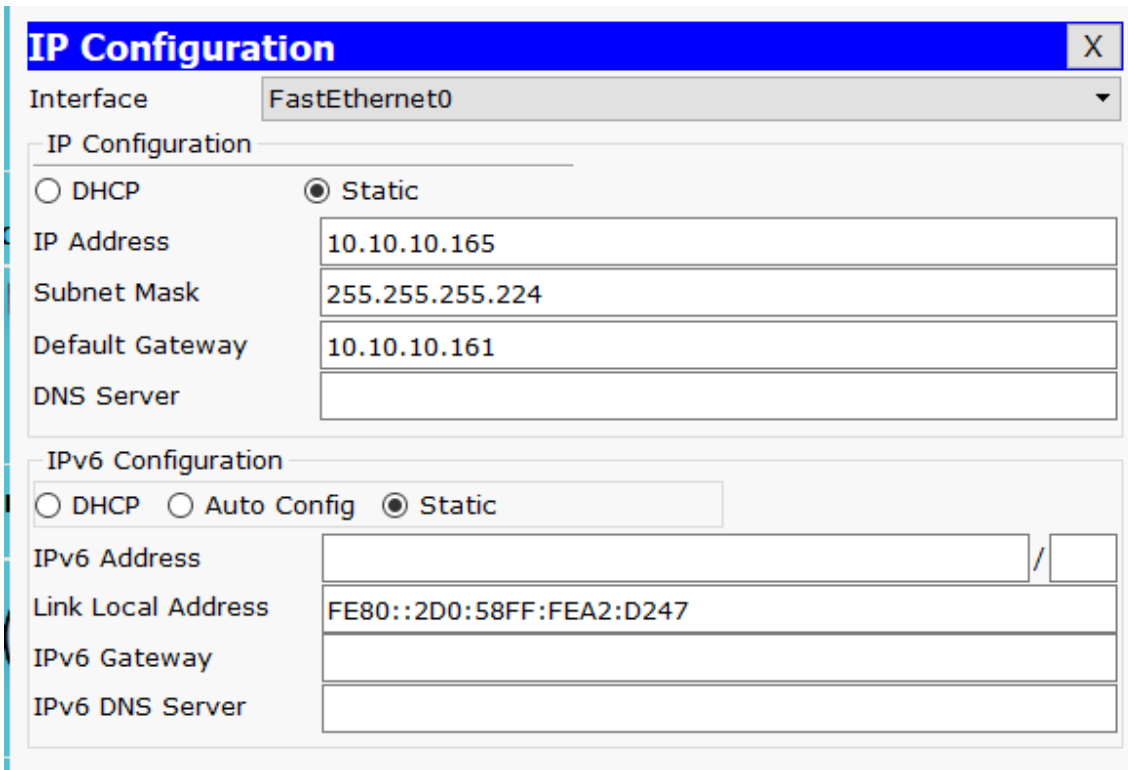 IP Configuration X
Interface FastEthernet0
IP Configuration
DHCP Static
IP Address 10.10.10.165
Subnet Mask 255.255.255.224
Default Gateway 10.10.10.161
DNS Server
IPv6 Configuration
DHCP Auto Config Static
IPv6 Address /
Link Local Address FE80::2D0:58FF:FEA2:D247
IPv6 Gateway
IPv6 DNS Server